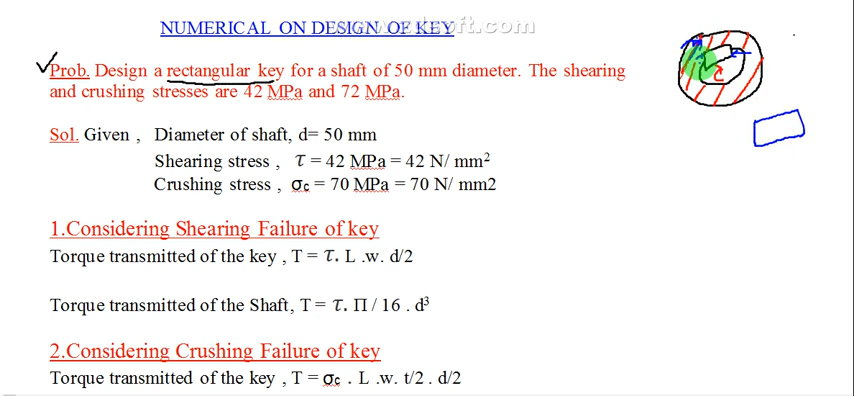 NUMERICAL ON DESIGN OF KEY
Prob. Design a rectangular key for a shaft of 50 mm diameter. The shearing
and crushing stresses are 42 MPa and 72 MPa.
Sol. Given , Diameter of shaft, d= 50 mm
Shearing stress , τ = 42 MPa = 42 N/ mm²
Crushing stress , σc = 70 MPa = 70 N/ mm2
1.Considering Shearing Failure of key
Torque transmitted of the key , T = τ. L .w. d/2
Torque transmitted of the Shaft, T = τ. Π / 16 . d³
2.Considering Crushing Failure of key
Torque transmitted of the key , T = σc . L .w. t/2 . d/2